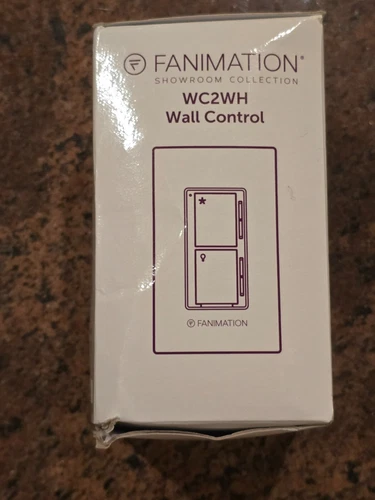 FANIMATION®
SHOWROOM COLLECTION
WC2WH
Wall Control
FANIMATION